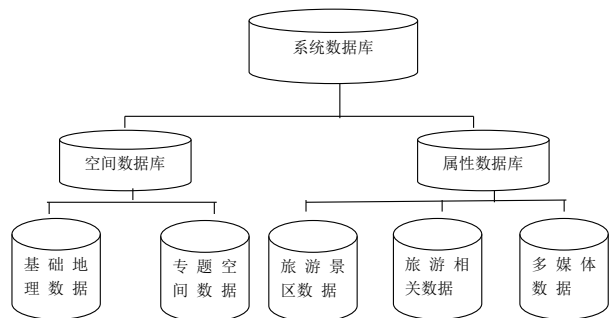 系统数据库
空间数据库
属性数据库
基础地
理数据
专题空
间数据
旅游景
区数据
旅游相
关数据
多媒体
数据